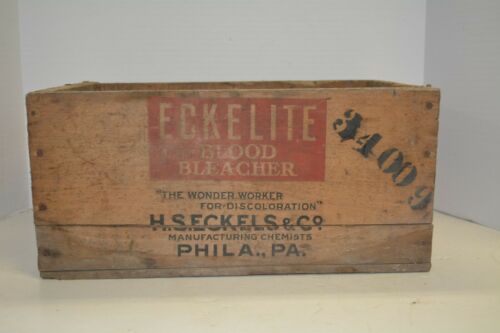 ECKELITE
BLOOD
BLEACHER
"THE WONDER WORKER
FOR DISCOLORATION"
H.S.ECKELS & Cº
MANUFACTURING CHEMISTS
PHILA., PA.
34009